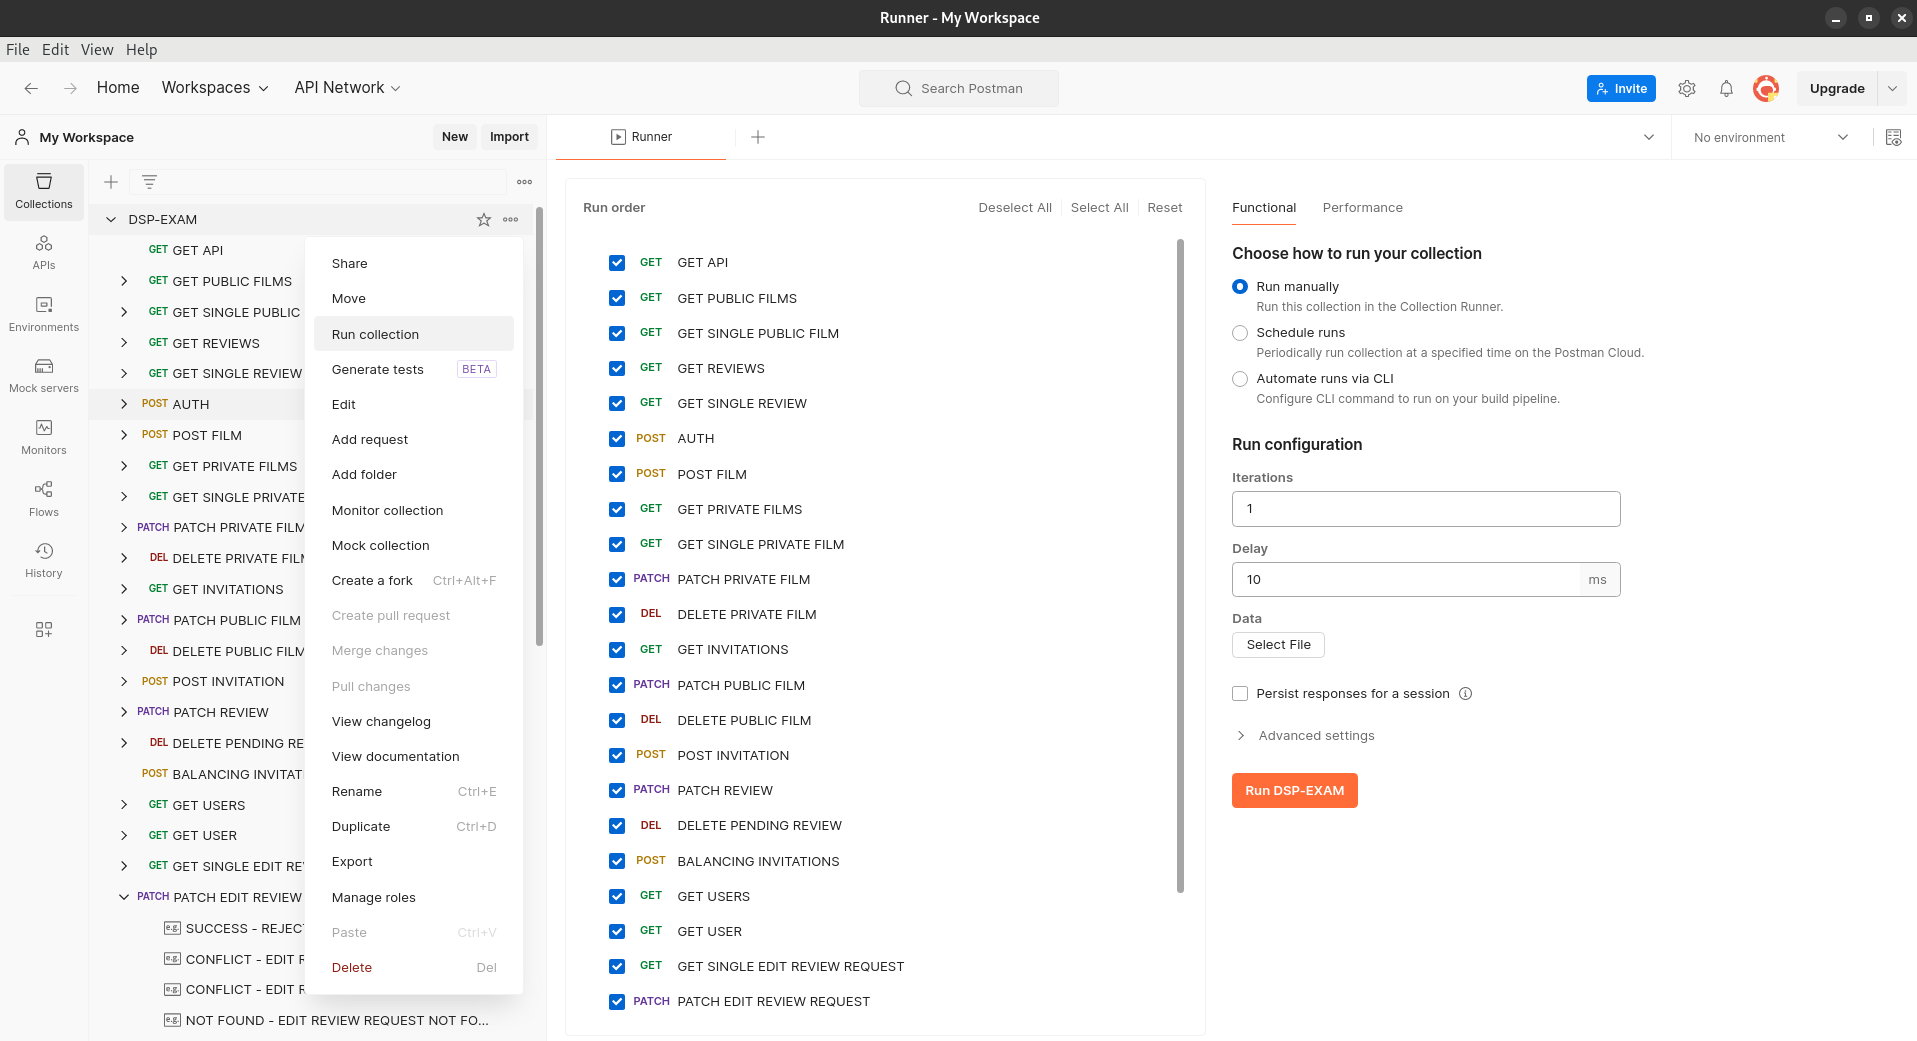 Runner - My Workspace
File Edit View Help
Home Workspaces API Network
Search Postman
Invite
Upgrade
My Workspace
New
Import
Runner
No environment
Collections
APIs
Environments
Mock servers
Monitors
Flows
History
DSP-EXAM
GET GET API
GET GET PUBLIC FILMS
GET GET SINGLE PUBLIC
GET GET REVIEWS
GET GET SINGLE REVIEW
POST AUTH
POST POST FILM
GET GET PRIVATE FILMS
GET GET SINGLE PRIVATE
PATCH PATCH PRIVATE FILM
DEL DELETE PRIVATE FILM
GET GET INVITATIONS
PATCH PATCH PUBLIC FILM
DEL DELETE PUBLIC FILM
POST POST INVITATION
PATCH PATCH REVIEW
DEL DELETE PENDING RE
POST BALANCING INVITAT
GET GET USERS
GET GET USER
GET GET SINGLE EDIT RE
PATCH PATCH EDIT REVIEW
e.g. SUCCESS - REJEC
e.g. CONFLICT - EDIT R
e.g. CONFLICT - EDIT R
e.g. NOT FOUND - EDIT REVIEW REQUEST NOT FO...
Share
Move
Run collection
Generate tests BETA
Edit
Add request
Add folder
Monitor collection
Mock collection
Create a fork Ctrl+Alt+F
Create pull request
Merge changes
Pull changes
View changelog
View documentation
Rename Ctrl+E
Duplicate Ctrl+D
Export
Manage roles
Paste Ctrl+V
Delete Del
Run order
Deselect All Select All Reset
GET GET API
GET GET PUBLIC FILMS
GET GET SINGLE PUBLIC FILM
GET GET REVIEWS
GET GET SINGLE REVIEW
POST AUTH
POST POST FILM
GET GET PRIVATE FILMS
GET GET SINGLE PRIVATE FILM
PATCH PATCH PRIVATE FILM
DEL DELETE PRIVATE FILM
GET GET INVITATIONS
PATCH PATCH PUBLIC FILM
DEL DELETE PUBLIC FILM
POST POST INVITATION
PATCH PATCH REVIEW
DEL DELETE PENDING REVIEW
POST BALANCING INVITATIONS
GET GET USERS
GET GET USER
GET GET SINGLE EDIT REVIEW REQUEST
PATCH PATCH EDIT REVIEW REQUEST
Functional Performance
Choose how to run your collection
Run manually
Run this collection in the Collection Runner.
Schedule runs
Periodically run collection at a specified time on the Postman Cloud.
Automate runs via CLI
Configure CLI command to run on your build pipeline.
Run configuration
Iterations
1
Delay
10 ms
Data
Select File
Persist responses for a session
Advanced settings
Run DSP-EXAM